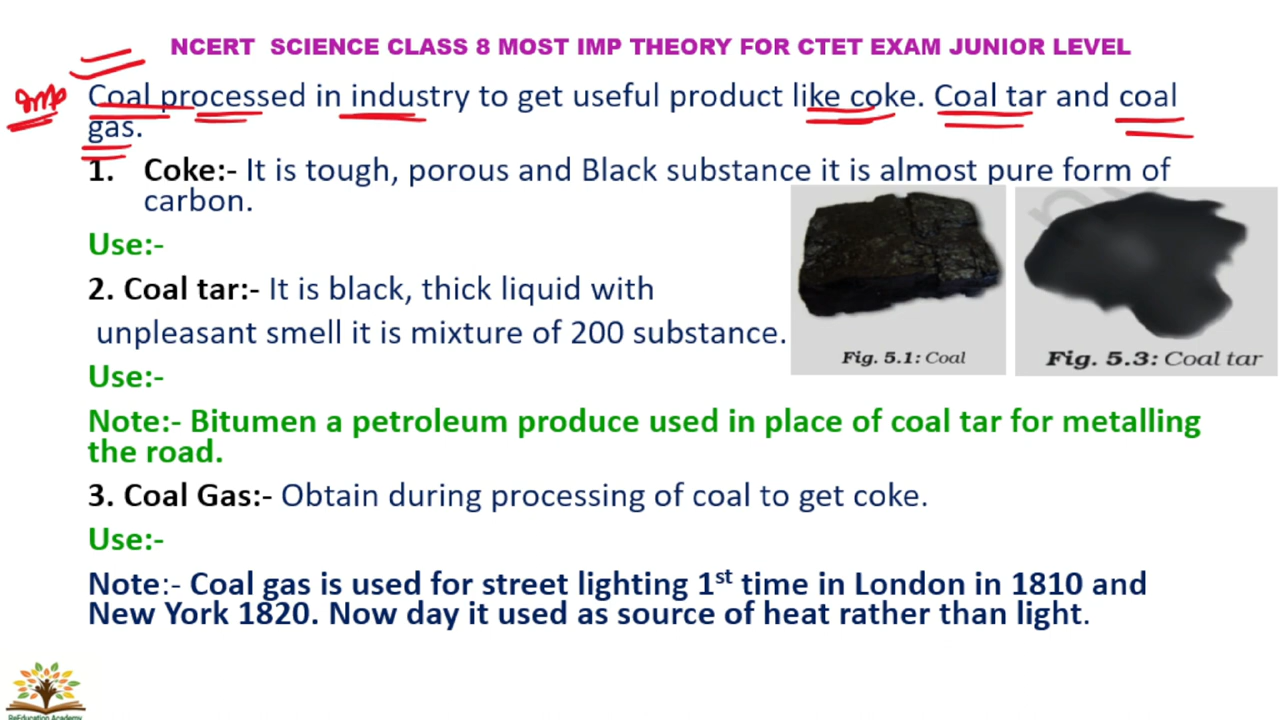 NCERT SCIENCE CLASS 8 MOST IMP THEORY FOR CTET EXAM JUNIOR LEVEL
Imp
Coal processed in industry to get useful product like coke. Coal tar and coal
gas.
1. Coke:- It is tough, porous and Black substance it is almost pure form of
carbon.
Use:-
2. Coal tar:- It is black, thick liquid with
unpleasant smell it is mixture of 200 substance.
Fig. 5.1: Coal
Fig. 5.3: Coal tar
Use:-
Note:- Bitumen a petroleum produce used in place of coal tar for metalling
the road.
3. Coal Gas:- Obtain during processing of coal to get coke.
Use:-
Note:- Coal gas is used for street lighting 1st time in London in 1810 and
New York 1820. Now day it used as source of heat rather than light.
ReEducation Academy